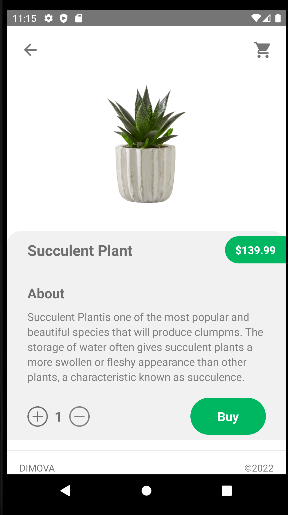 11:15
Succulent Plant
$139.99
About
Succulent Plantis one of the most popular and
beautiful species that will produce clumpms. The
storage of water often gives succulent plants a
more swollen or fleshy appearance than other
plants, a characteristic known as succulence.
1
Buy
DIMOVA
©2022